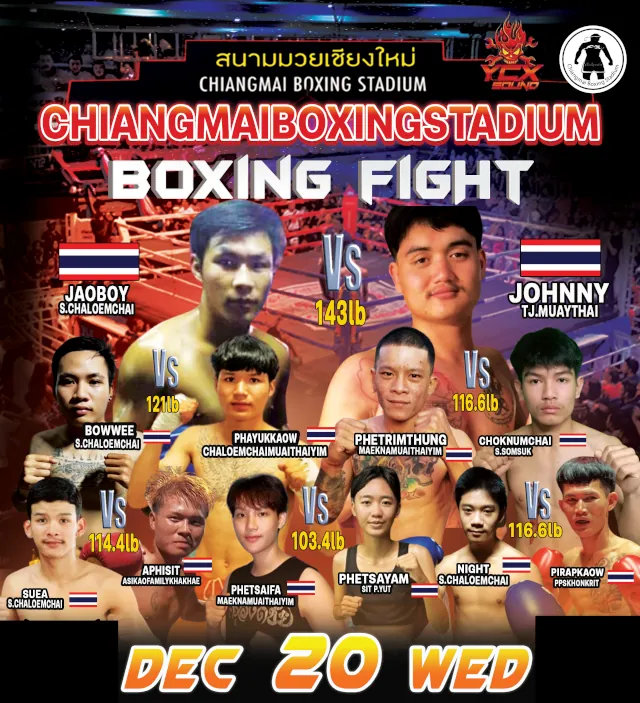 สนามมวยเชียงใหม่
CHIANGMAI BOXING STADIUM
YCX
SOUND
Chiangmai Boxing Stadium
CHIANGMAIBOXINGSTADIUM
BOXING FIGHT
JAOBOY
S.CHALOEMCHAI
Vs
143lb
JOHNNY
TJ.MUAYTHAI
BOWWEE
S.CHALOEMCHAI
Vs
121lb
PHAYUKKAOW
CHALOEMCHAIMUAITHAIYIM
PHETRIMTHUNG
MAEKNAMUAITHAIYIM
Vs
116.6lb
CHOKNUMCHAI
S.SOMSUK
SUEA
S.CHALOEMCHAI
Vs
114.4lb
APHISIT
ASIKAOFAMILYKHAKHAE
PHETSAIFA
MAEKNAMUAITHAIYIM
Vs
103.4lb
PHETSAYAM
SIT P.YUT
NIGHT
S.CHALOEMCHAI
Vs
116.6lb
PIRAPKAOW
PPSKHONKRIT
DEC 20 WED